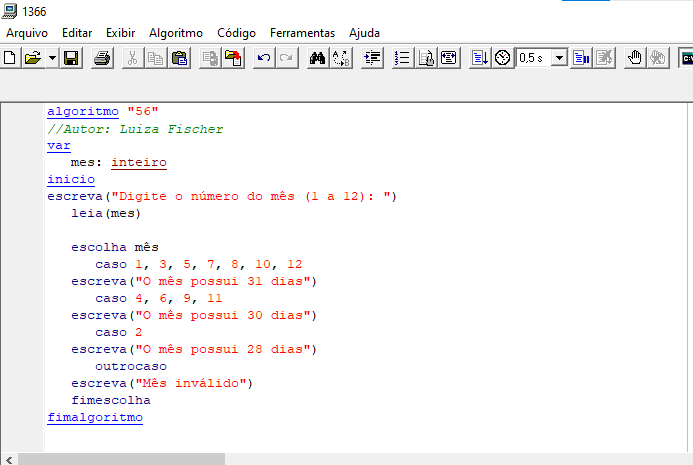 1366
Arquivo Editar Exibir Algoritmo Código Ferramentas Ajuda
0,5 s
algoritmo "56"
//Autor: Luiza Fischer
var
mes: inteiro
inicio
escreva("Digite o número do mês (1 a 12): ")
leia(mes)
escolha mês
caso 1, 3, 5, 7, 8, 10, 12
escreva("O mês possui 31 dias")
caso 4, 6, 9, 11
escreva("O mês possui 30 dias")
caso 2
escreva("O mês possui 28 dias")
outrocaso
escreva("Mês inválido")
fimescolha
fimalgoritmo